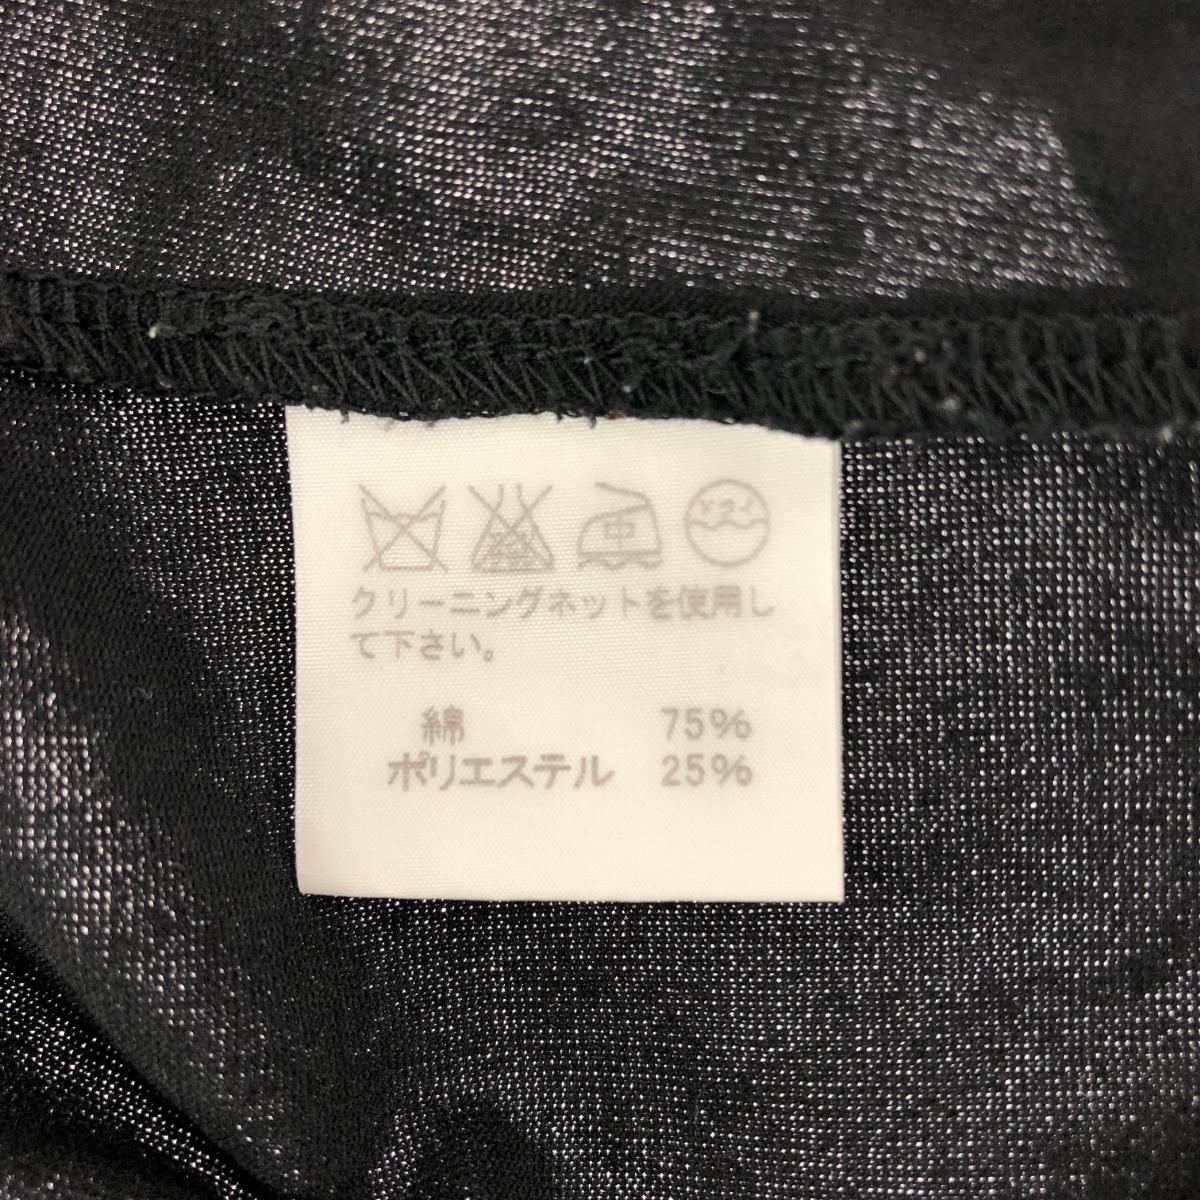 中 ドライ
クリーニングネットを使用し
て下さい。
綿 75%
ポリエステル 25%